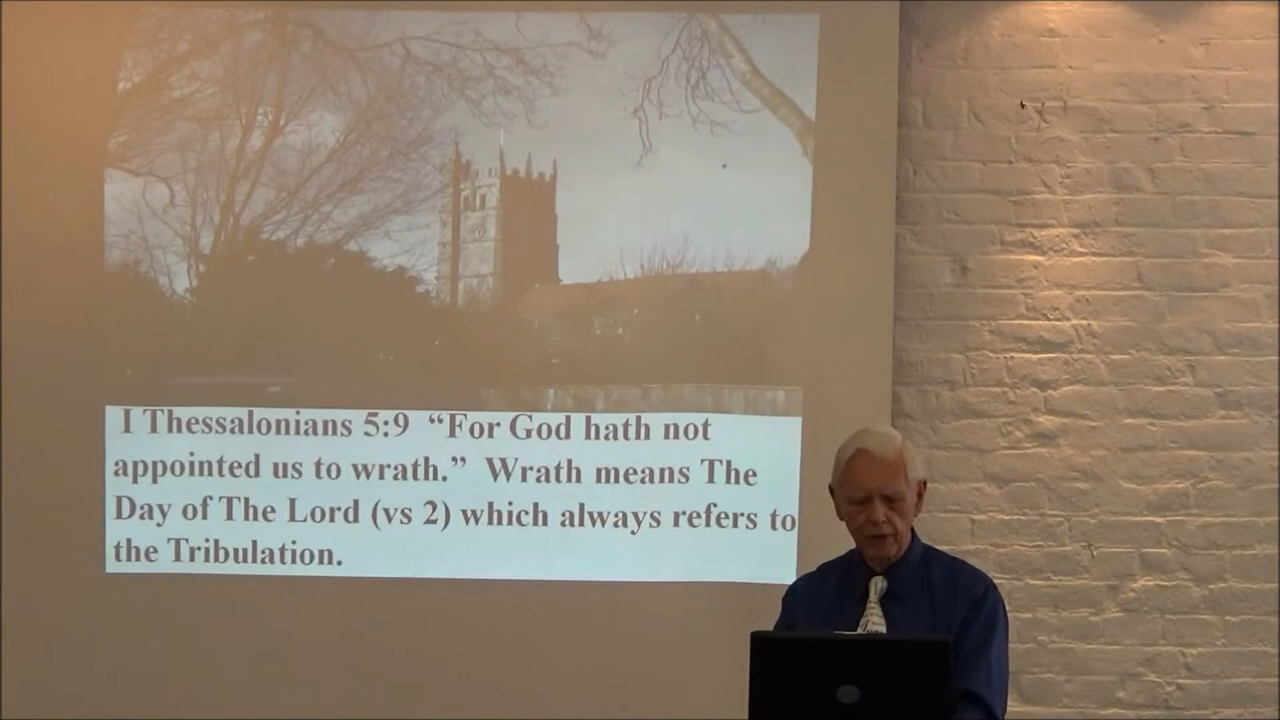 I Thessalonians 5:9 “For God hath not
appointed us to wrath.” Wrath means The
Day of The Lord (vs 2) which always refers to
the Tribulation.